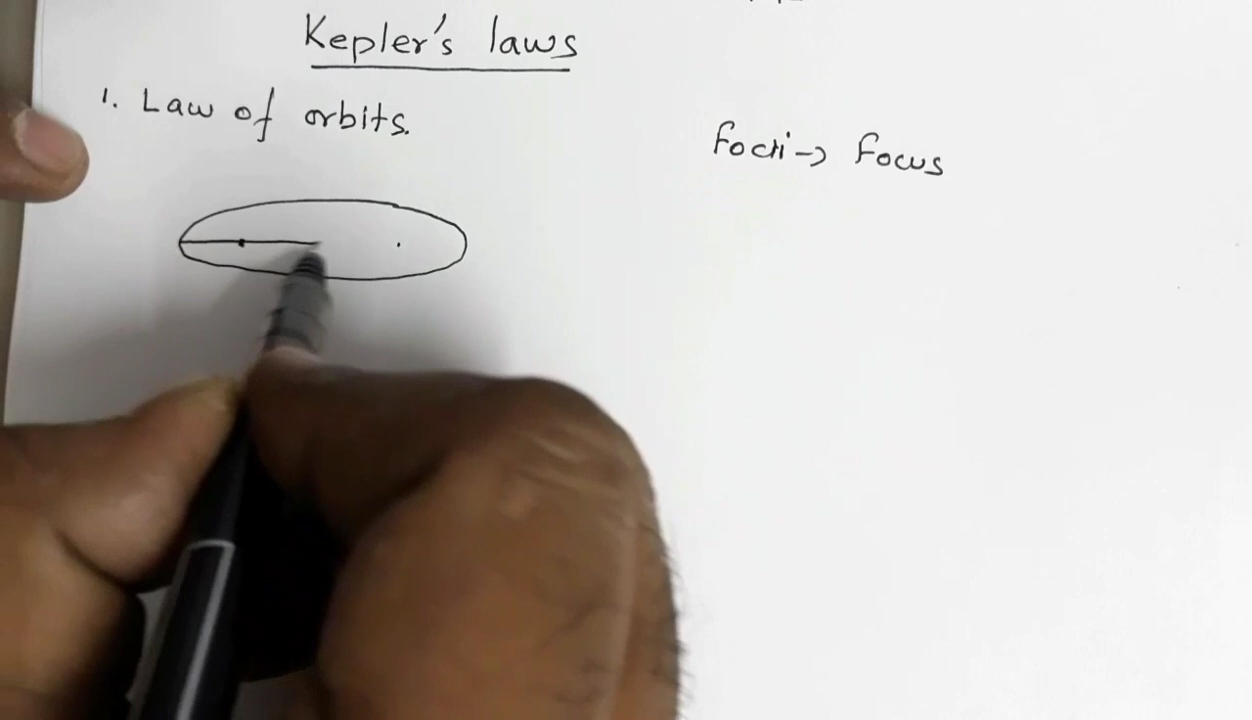 Kepler's laws
1. Law of orbits.
Foci -> Focus